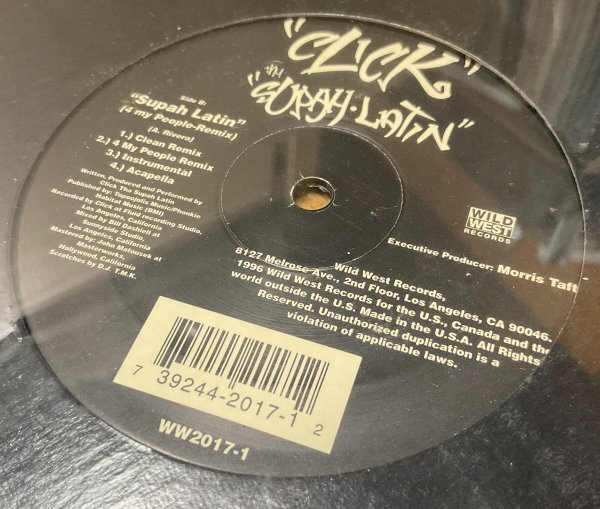 "CLICK
tha
SUPAH·LATIN"
Side B:
"Supah Latin"
[4 my People-Remix]
[A. Rivera]
1.) Clean Remix
2.) 4 My People Remix
3.) Instrumental
4.) Acapella
Written, Produced and Performed by
Click Tha Supah Latin
Published by: Topoojolis Music/Phonkie
Habitat Music (BMI)
Recorded by Click at Fluid recording Studio,
Los Angeles, California
Mixed by Bill Dashiell at
Sunnyside Studio,
Los Angeles, California
Mastered by: John Matousek at
Masterworks,
Hollywood, California
Scratches by D.J. T.M.K.
WILD
WEST
RECORDS
Executive Producer: Morris Taft
Wild West Records,
8127 Melrose Ave., 2nd Floor, Los Angeles, CA 90046.
1996 Wild West Records for the U.S., Canada and the
world outside the U.S. Made in the U.S.A. All Rights
Reserved. Unauthorized duplication is a
violation of applicable laws.
7 39244-2017-1 2
WW2017-1